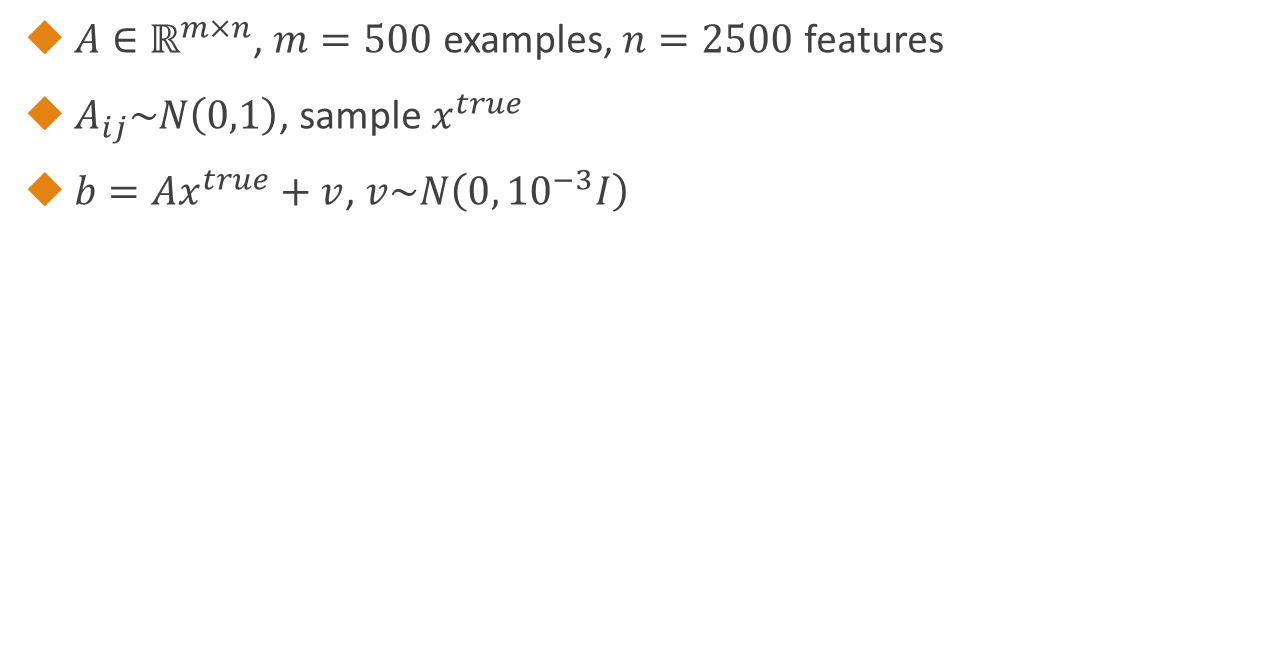 ◆ A ∈ ℝ^{m×n}, m = 500 examples, n = 2500 features
◆ A_{ij}~N(0,1), sample x^{true}
◆ b = Ax^{true} + v, v~N(0, 10^{−3}I)